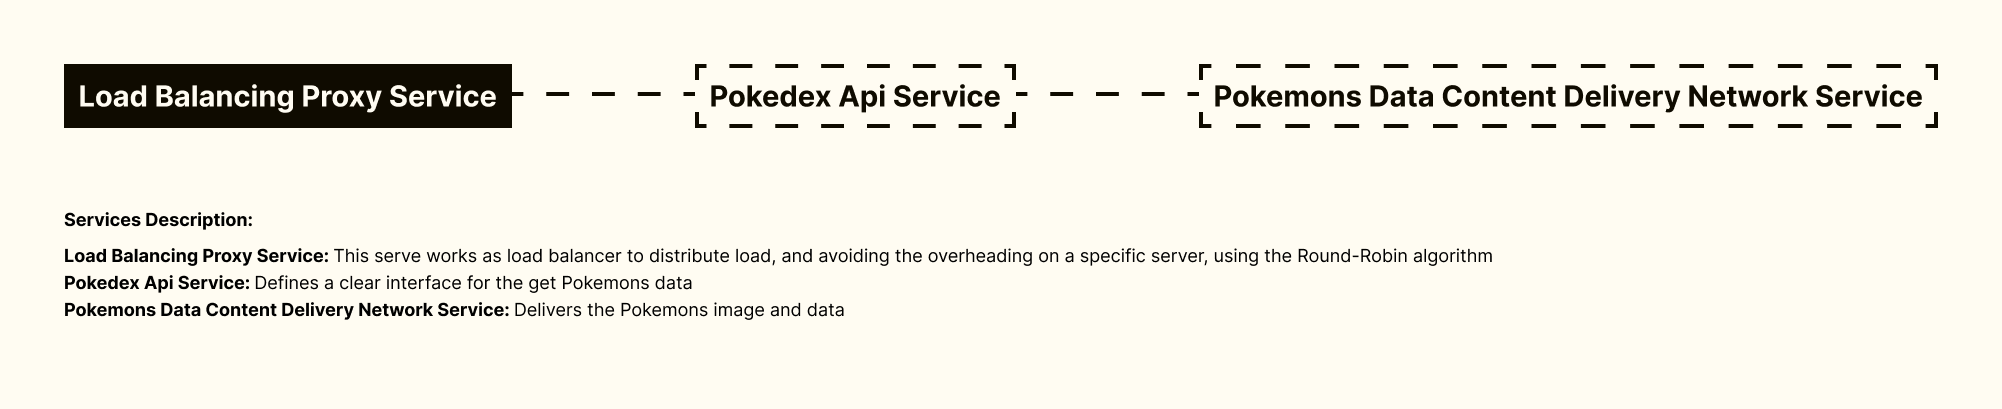 Load Balancing Proxy Service
Pokedex Api Service
Pokemons Data Content Delivery Network Service
Services Description:
Load Balancing Proxy Service: This serve works as load balancer to distribute load, and avoiding the overheading on a specific server, using the Round-Robin algorithm
Pokedex Api Service: Defines a clear interface for the get Pokemons data
Pokemons Data Content Delivery Network Service: Delivers the Pokemons image and data